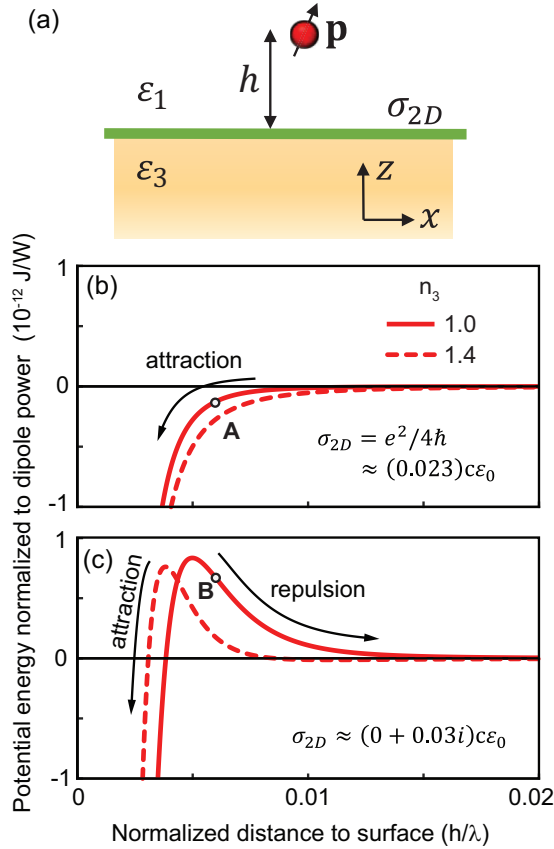 (a)
p
h
ε₁
σ₂D
ε₃
z
x
Potential energy normalized to dipole power (10⁻¹² J/W)
1
(b)
n₃
1.0
1.4
attraction
0
A
σ₂D = e²/4ℏ
≈ (0.023)cε₀
-1
(c)
B
repulsion
attraction
0
σ₂D ≈ (0 + 0.03i)cε₀
-1
0
0.01
0.02
Normalized distance to surface (h/λ)